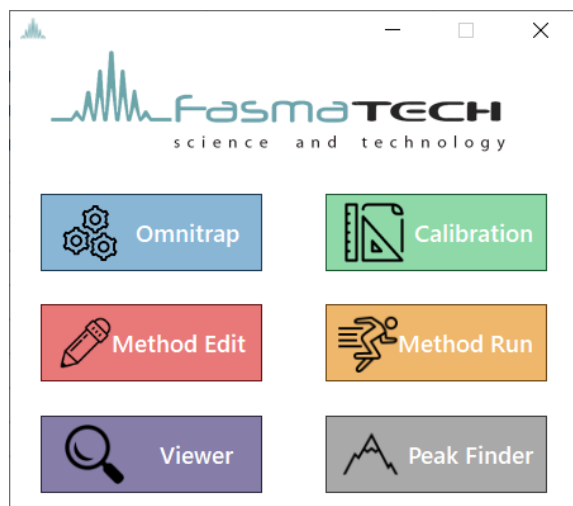 FasmaTECH
science and technology
Omnitrap
Calibration
Method Edit
Method Run
Viewer
Peak Finder